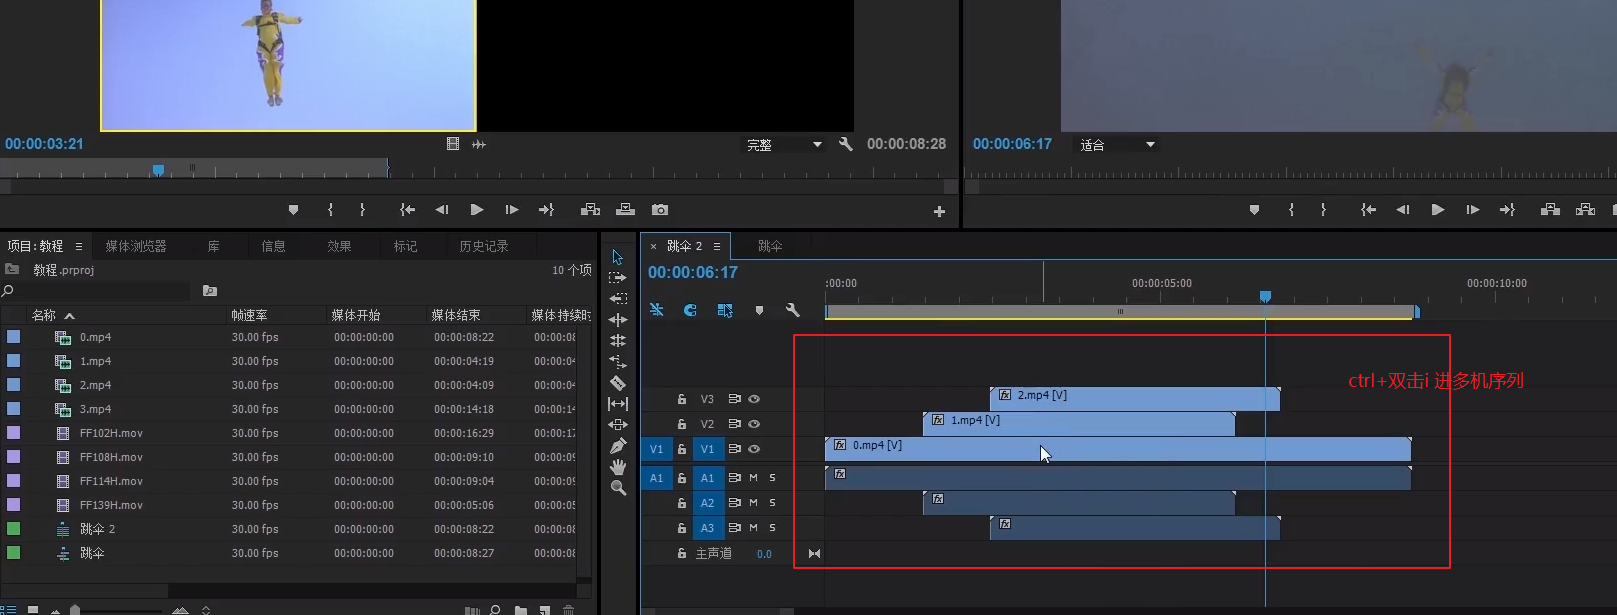 00:00:03:21
完整
00:00:08:28
00:00:06:17
适合
项目: 教程
媒体浏览器
库
信息
效果
标记
历史记录
教程.prproj
10 个项
名称 帧速率 媒体开始 媒体结束 媒体持续时
0.mp4 30.00 fps 00:00:00:00 00:00:08:22 00:00:08
1.mp4 30.00 fps 00:00:00:00 00:00:04:19 00:00:04
2.mp4 30.00 fps 00:00:00:00 00:00:04:09 00:00:04
3.mp4 30.00 fps 00:00:00:00 00:00:14:18 00:00:14
FF102H.mov 30.00 fps 00:00:00:00 00:00:16:29 00:00:17
FF108H.mov 30.00 fps 00:00:00:00 00:00:09:10 00:00:09
FF114H.mov 30.00 fps 00:00:00:00 00:00:09:04 00:00:09
FF139H.mov 30.00 fps 00:00:00:00 00:00:05:06 00:00:05
跳伞 2 30.00 fps 00:00:00:00 00:00:08:22 00:00:08
跳伞 30.00 fps 00:00:00:00 00:00:08:27 00:00:08
× 跳伞 2
跳伞
00:00:06:17
:00:00 00:00:05:00 00:00:10:00
ctrl+双击i 进多机序列
V3 fx 2.mp4 [V]
V2 fx 1.mp4 [V]
V1 V1 fx 0.mp4 [V]
A1 A1 M S fx
A2 M S fx
A3 M S fx
主声道 0.0